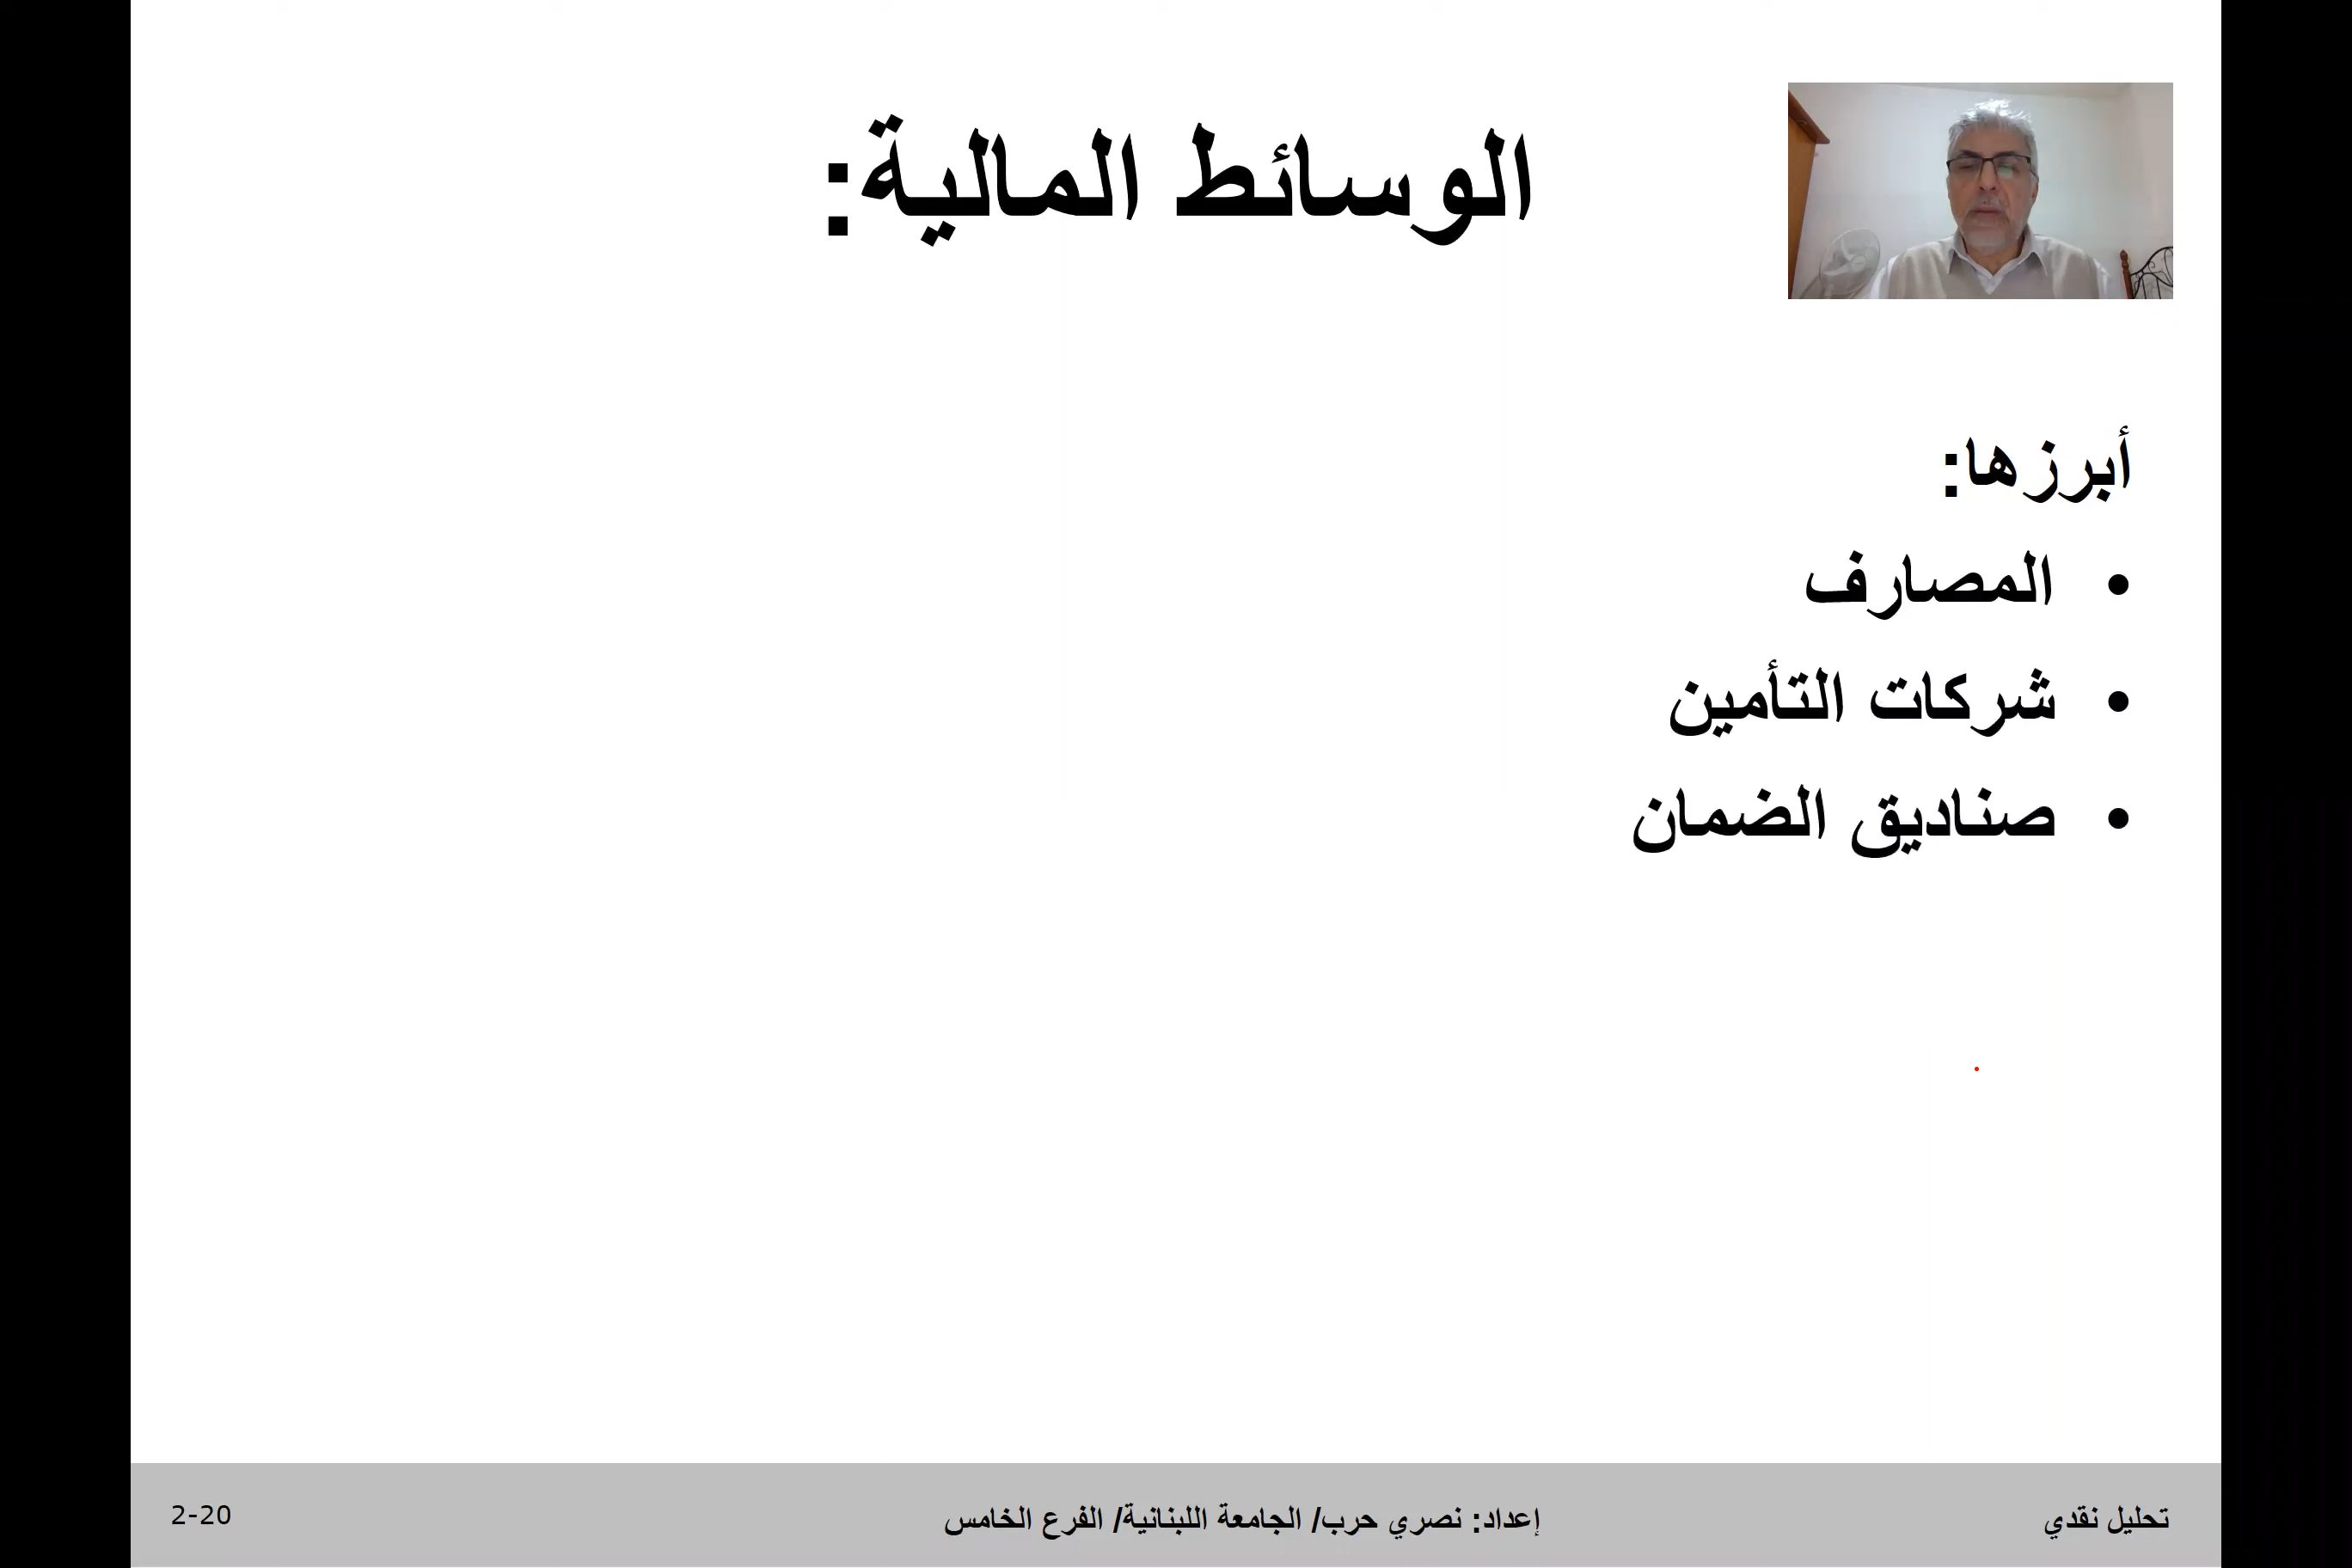 الوسائط المالية:
أبرزها:
• المصارف
• شركات التأمين
• صناديق الضمان
تحليل نقدي
إعداد: نصري حرب/ الجامعة اللبنانية/ الفرع الخامس
2-20